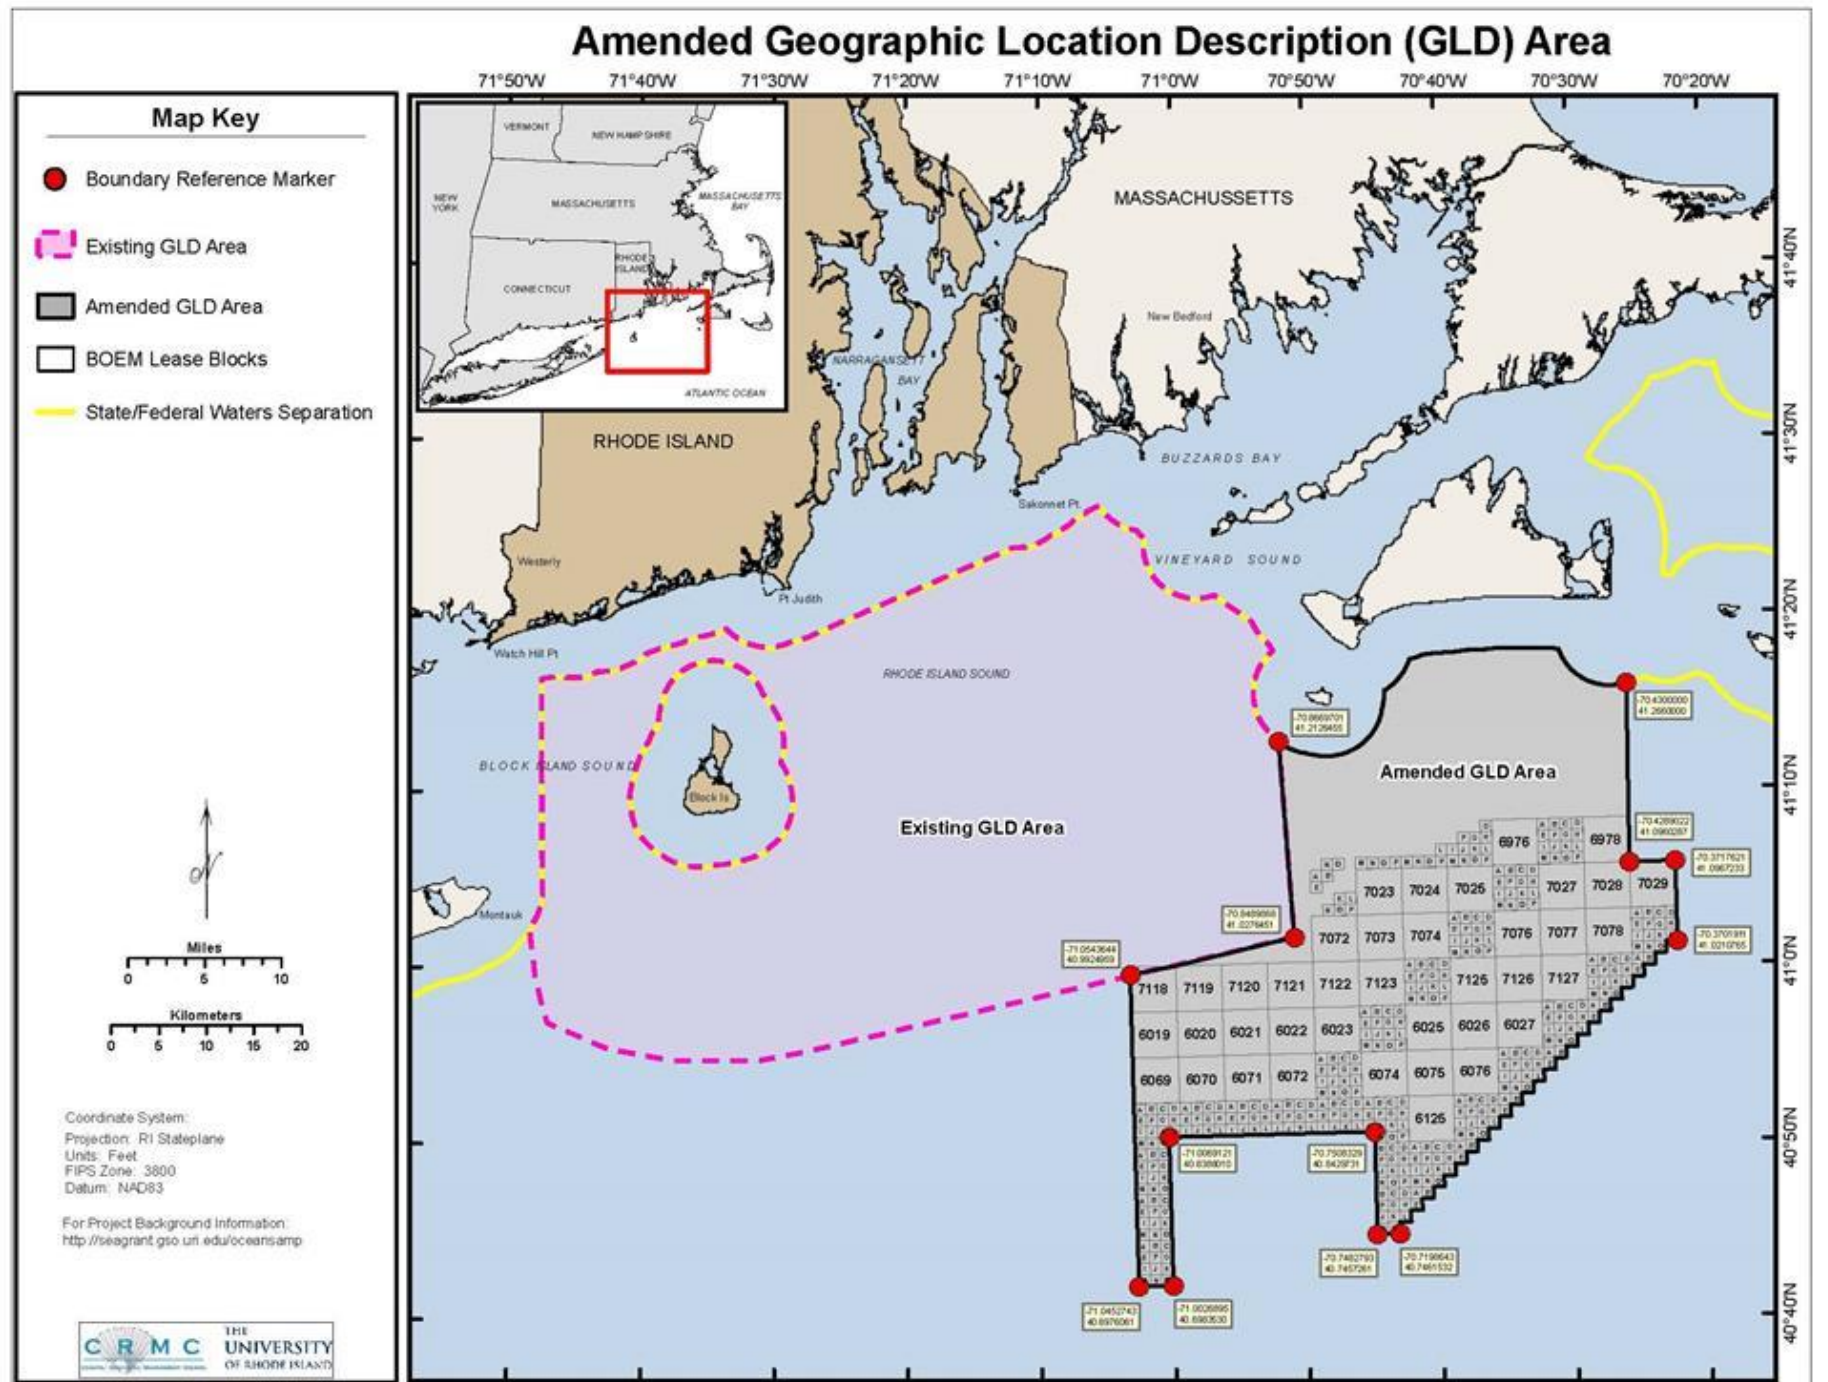 Amended Geographic Location Description (GLD) Area
71°50'W 71°40'W 71°30'W 71°20'W 71°10'W 71°0'W 70°50'W 70°40'W 70°30'W 70°20'W
Map Key
Boundary Reference Marker
Existing GLD Area
Amended GLD Area
BOEM Lease Blocks
State/Federal Waters Separation
Miles
0 5 10
Kilometers
0 5 10 15 20
Coordinate System:
Projection: RI Stateplane
Units: Feet
FIPS Zone: 3800
Datum: NAD83
For Project Background Information:
http://seagrant.gso.uri.edu/oceansamp
C R M C
THE
UNIVERSITY
OF RHODE ISLAND
VERMONT
NEW HAMPSHIRE
NEW
YORK
MASSACHUSETTS
MASSACHUSETTS
BAY
RHODE
ISLAND
CONNECTICUT
ATLANTIC OCEAN
MASSACHUSSETTS
New Bedford
NARRAGANSETT
BAY
RHODE ISLAND
BUZZARDS BAY
Sakonnet Pt.
Westerly
VINEYARD SOUND
Pt Judith
Watch Hill Pt
RHODE ISLAND SOUND
BLOCK ISLAND SOUND
Block Is
Montauk
Existing GLD Area
Amended GLD Area
41°40'N
41°30'N
41°20'N
41°10'N
41°0'N
40°50'N
40°40'N
6976 6978
7023 7024 7025 7027 7028 7029
7072 7073 7074 7076 7077 7078
7118 7119 7120 7121 7122 7123 7125 7126 7127
6019 6020 6021 6022 6023 6025 6026 6027
6069 6070 6071 6072 6074 6075 6076
6125